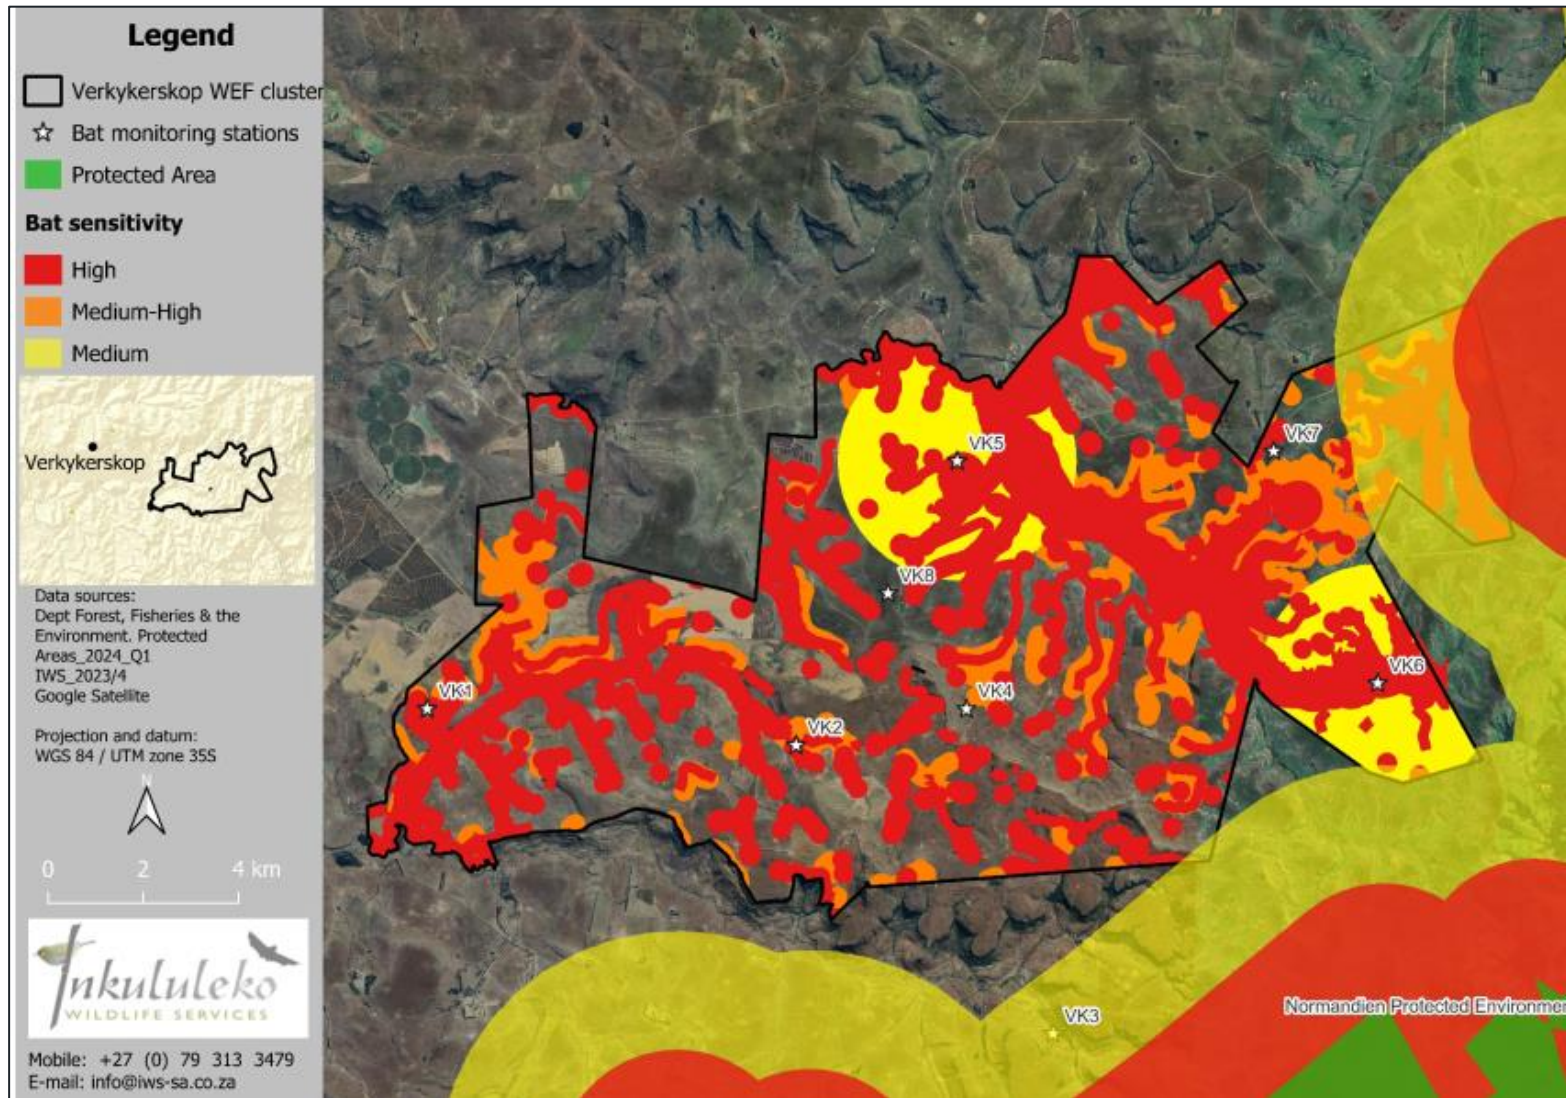 Legend
Verkykerskop WEF cluster
Bat monitoring stations
Protected Area
Bat sensitivity
High
Medium-High
Medium
Verkykerskop
Data sources:
Dept Forest, Fisheries & the
Environment. Protected
Areas_2024_Q1
IWS_2023/4
Google Satellite
Projection and datum:
WGS 84 / UTM zone 35S
N
0 2 4 km
Inkululeko
WILDLIFE SERVICES
Mobile: +27 (0) 79 313 3479
E-mail: info@iws-sa.co.za
VK5
VK7
VK8
VK6
VK1
VK4
VK2
VK3
Normandien Protected Environmen